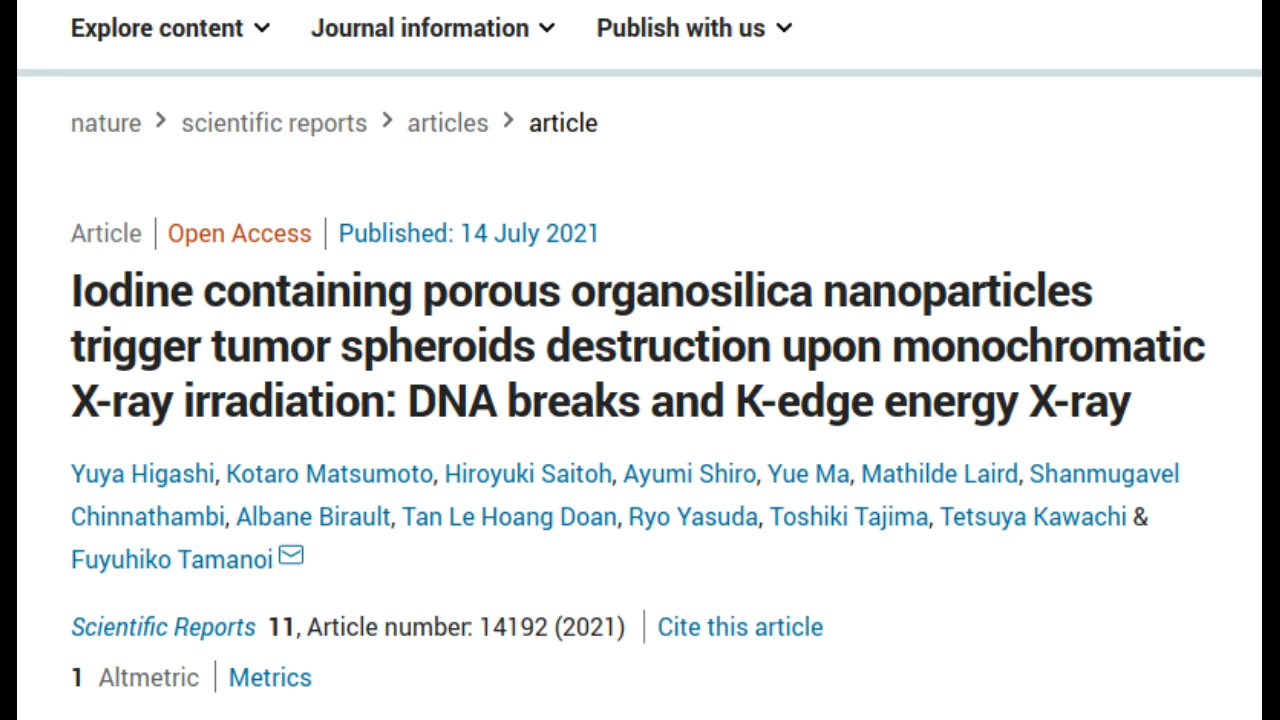 Explore content Journal information Publish with us
nature > scientific reports > articles > article
Article | Open Access | Published: 14 July 2021
Iodine containing porous organosilica nanoparticles
trigger tumor spheroids destruction upon monochromatic
X-ray irradiation: DNA breaks and K-edge energy X-ray
Yuya Higashi, Kotaro Matsumoto, Hiroyuki Saitoh, Ayumi Shiro, Yue Ma, Mathilde Laird, Shanmugavel
Chinnathambi, Albane Birault, Tan Le Hoang Doan, Ryo Yasuda, Toshiki Tajima, Tetsuya Kawachi &
Fuyuhiko Tamanoi
Scientific Reports 11, Article number: 14192 (2021) | Cite this article
1 Altmetric | Metrics